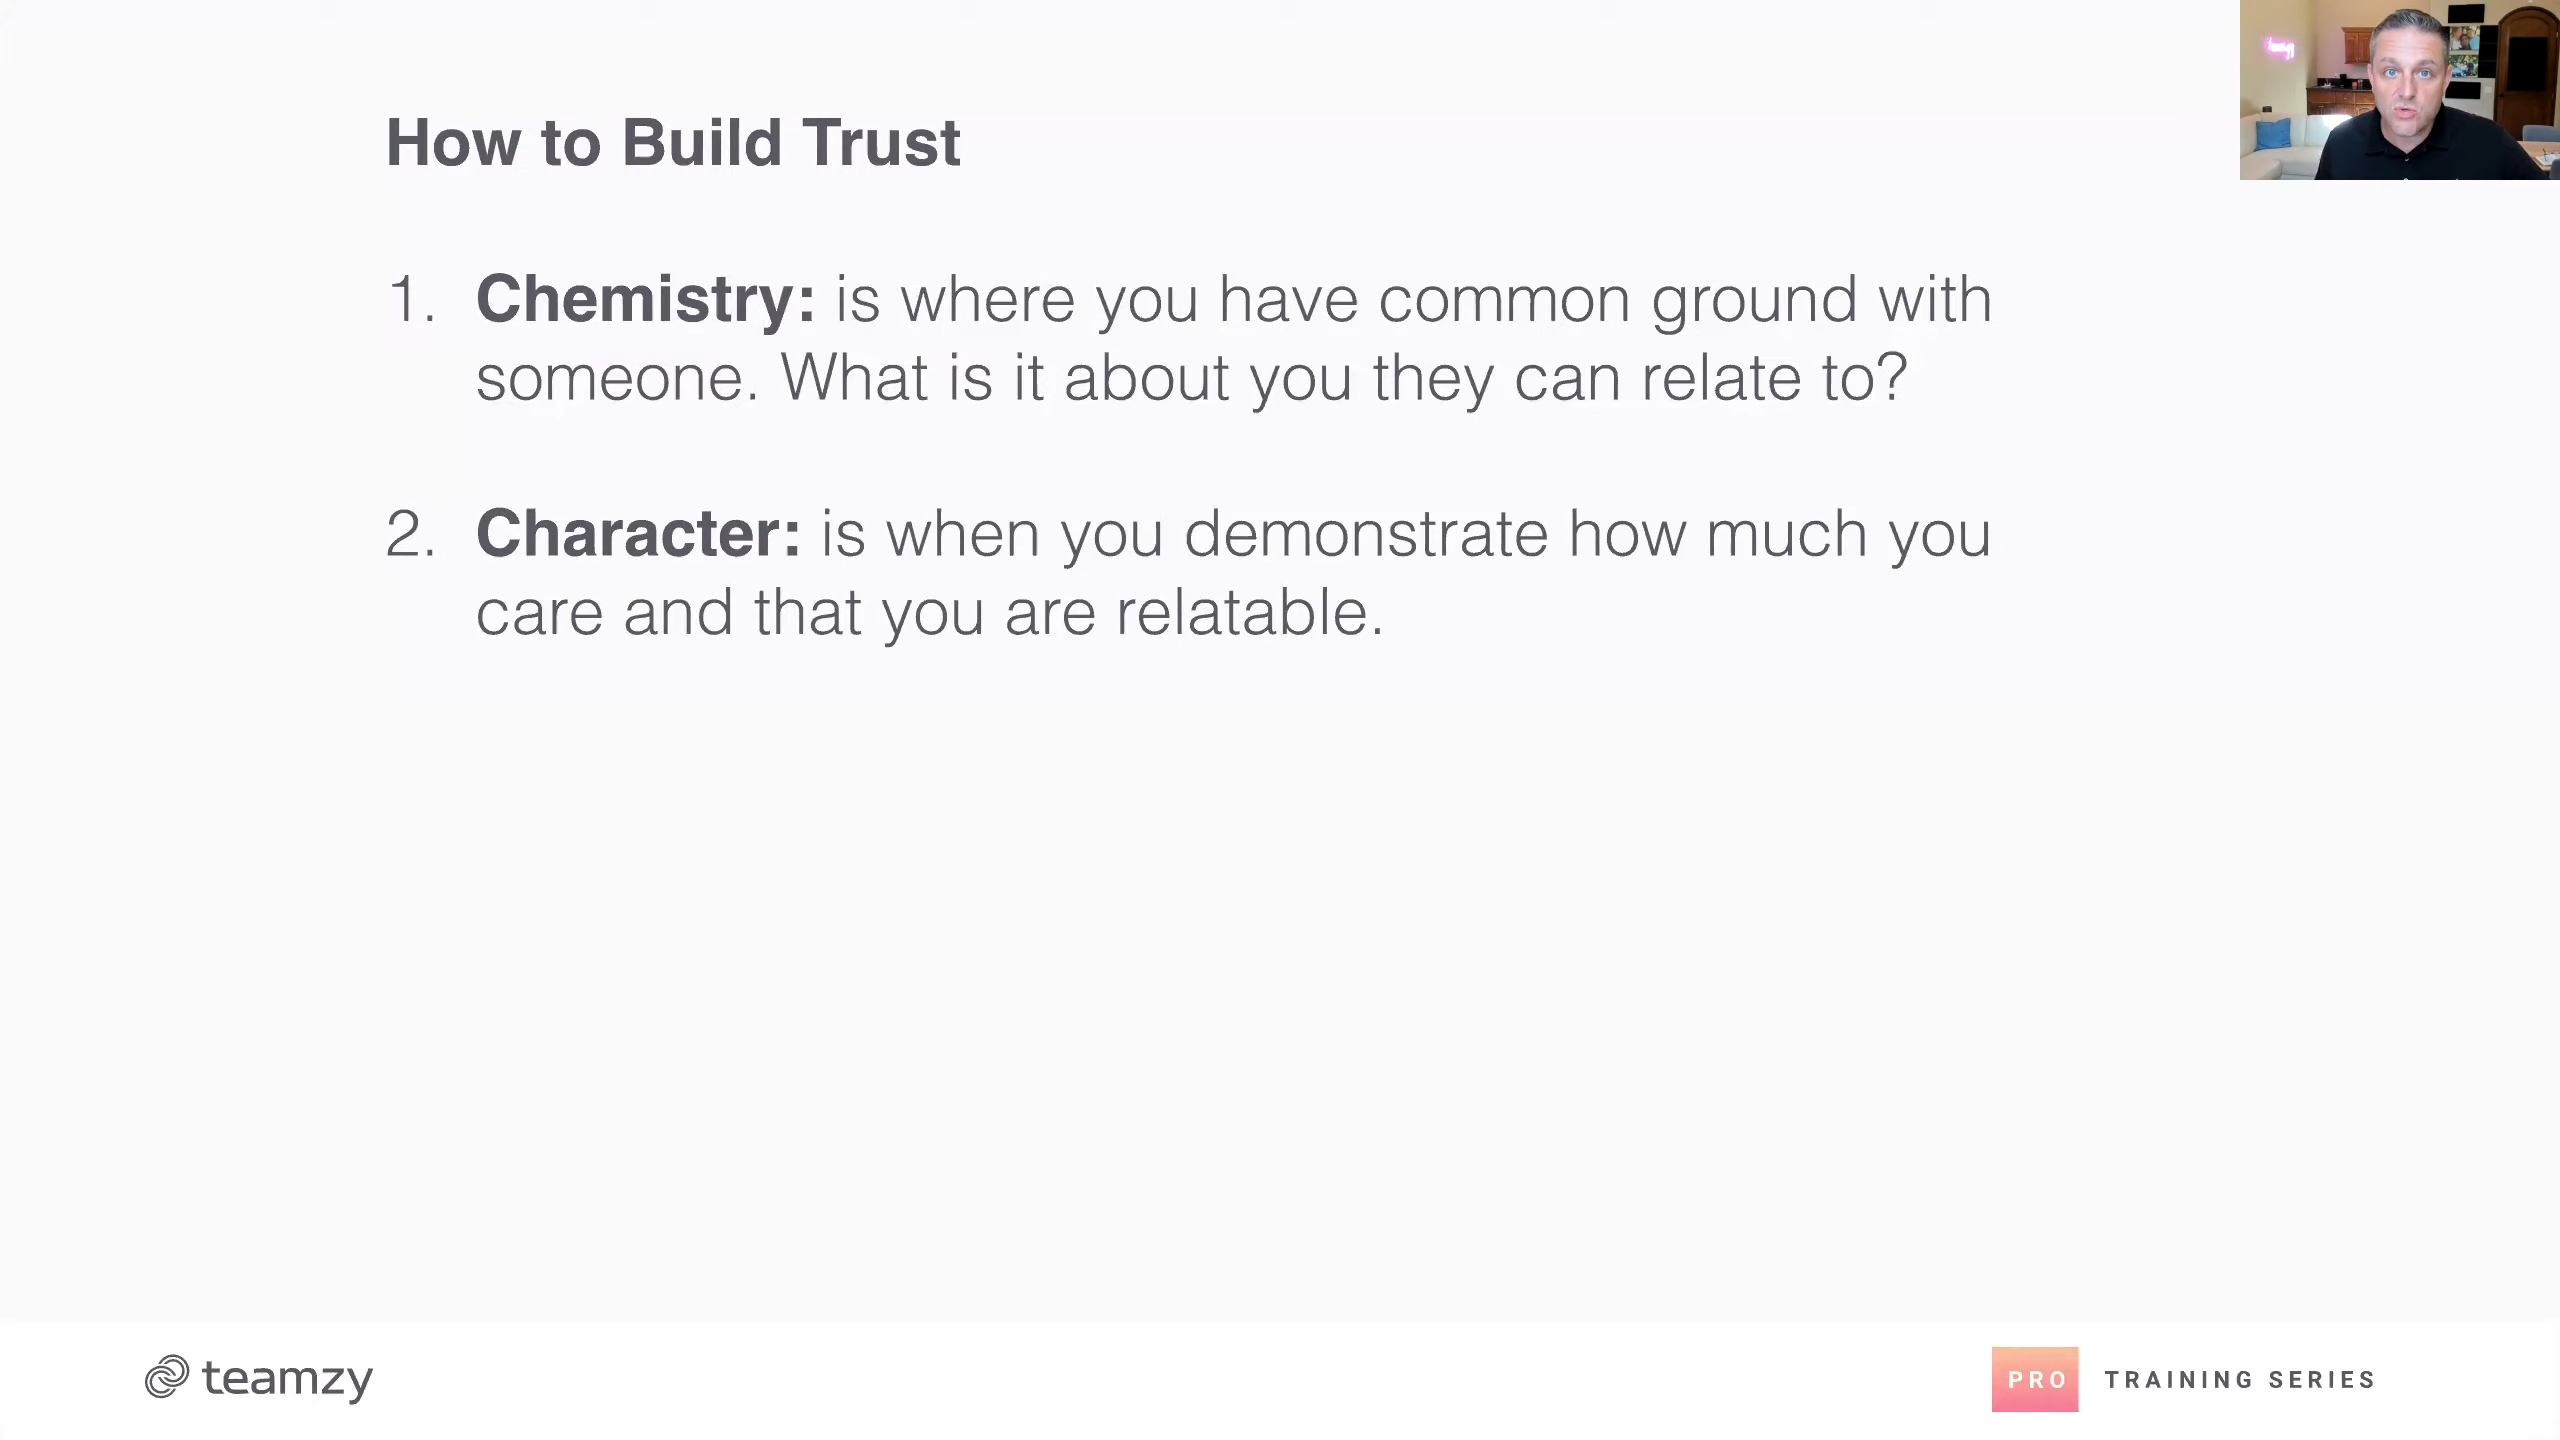 How to Build Trust
1. Chemistry: is where you have common ground with
someone. What is it about you they can relate to?
2. Character: is when you demonstrate how much you
care and that you are relatable.
teamzy
teamzy
PRO TRAINING SERIES